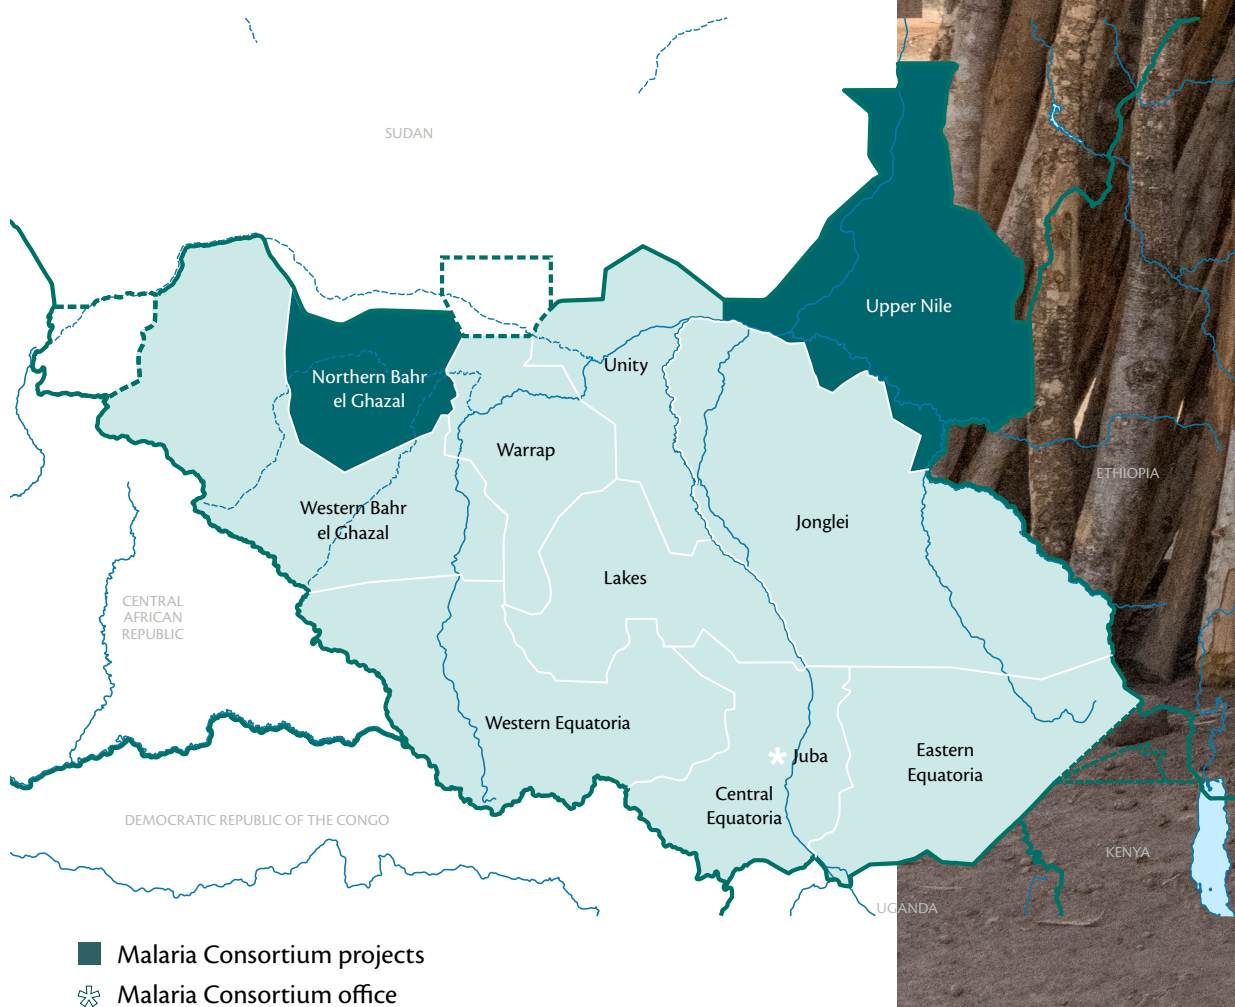 SUDAN
Upper Nile
Unity
Northern Bahr
el Ghazal
Warrap
ETHIOPIA
Western Bahr
el Ghazal
Jonglei
Lakes
CENTRAL
AFRICAN
REPUBLIC
Western Equatoria
Juba
Eastern
Equatoria
Central
Equatoria
DEMOCRATIC REPUBLIC OF THE CONGO
KENYA
UGANDA
Malaria Consortium projects
Malaria Consortium office